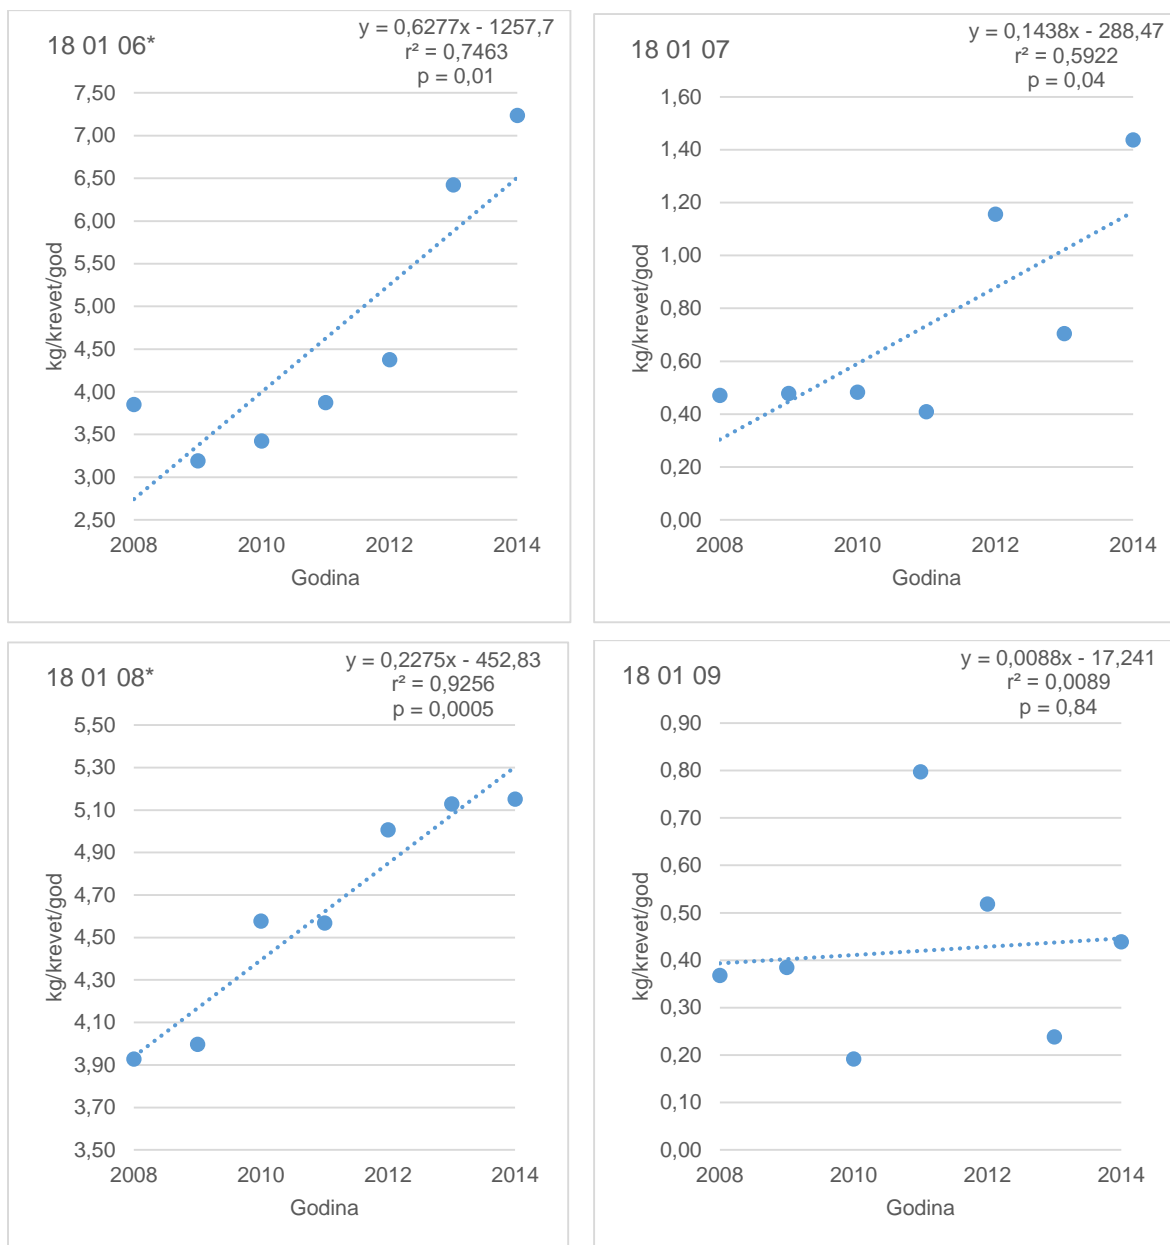 18 01 06*
y = 0,6277x - 1257,7
r² = 0,7463
p = 0,01
7,50
7,00
6,50
6,00
5,50
5,00
4,50
4,00
3,50
3,00
2,50
kg/krevet/god
2008 2010 2012 2014
Godina
18 01 07
y = 0,1438x - 288,47
r² = 0,5922
p = 0,04
1,60
1,40
1,20
1,00
0,80
0,60
0,40
0,20
0,00
kg/krevet/god
2008 2010 2012 2014
Godina
18 01 08*
y = 0,2275x - 452,83
r² = 0,9256
p = 0,0005
5,50
5,30
5,10
4,90
4,70
4,50
4,30
4,10
3,90
3,70
3,50
kg/krevet/god
2008 2010 2012 2014
Godina
18 01 09
y = 0,0088x - 17,241
r² = 0,0089
p = 0,84
0,90
0,80
0,70
0,60
0,50
0,40
0,30
0,20
0,10
0,00
kg/krevet/god
2008 2010 2012 2014
Godina